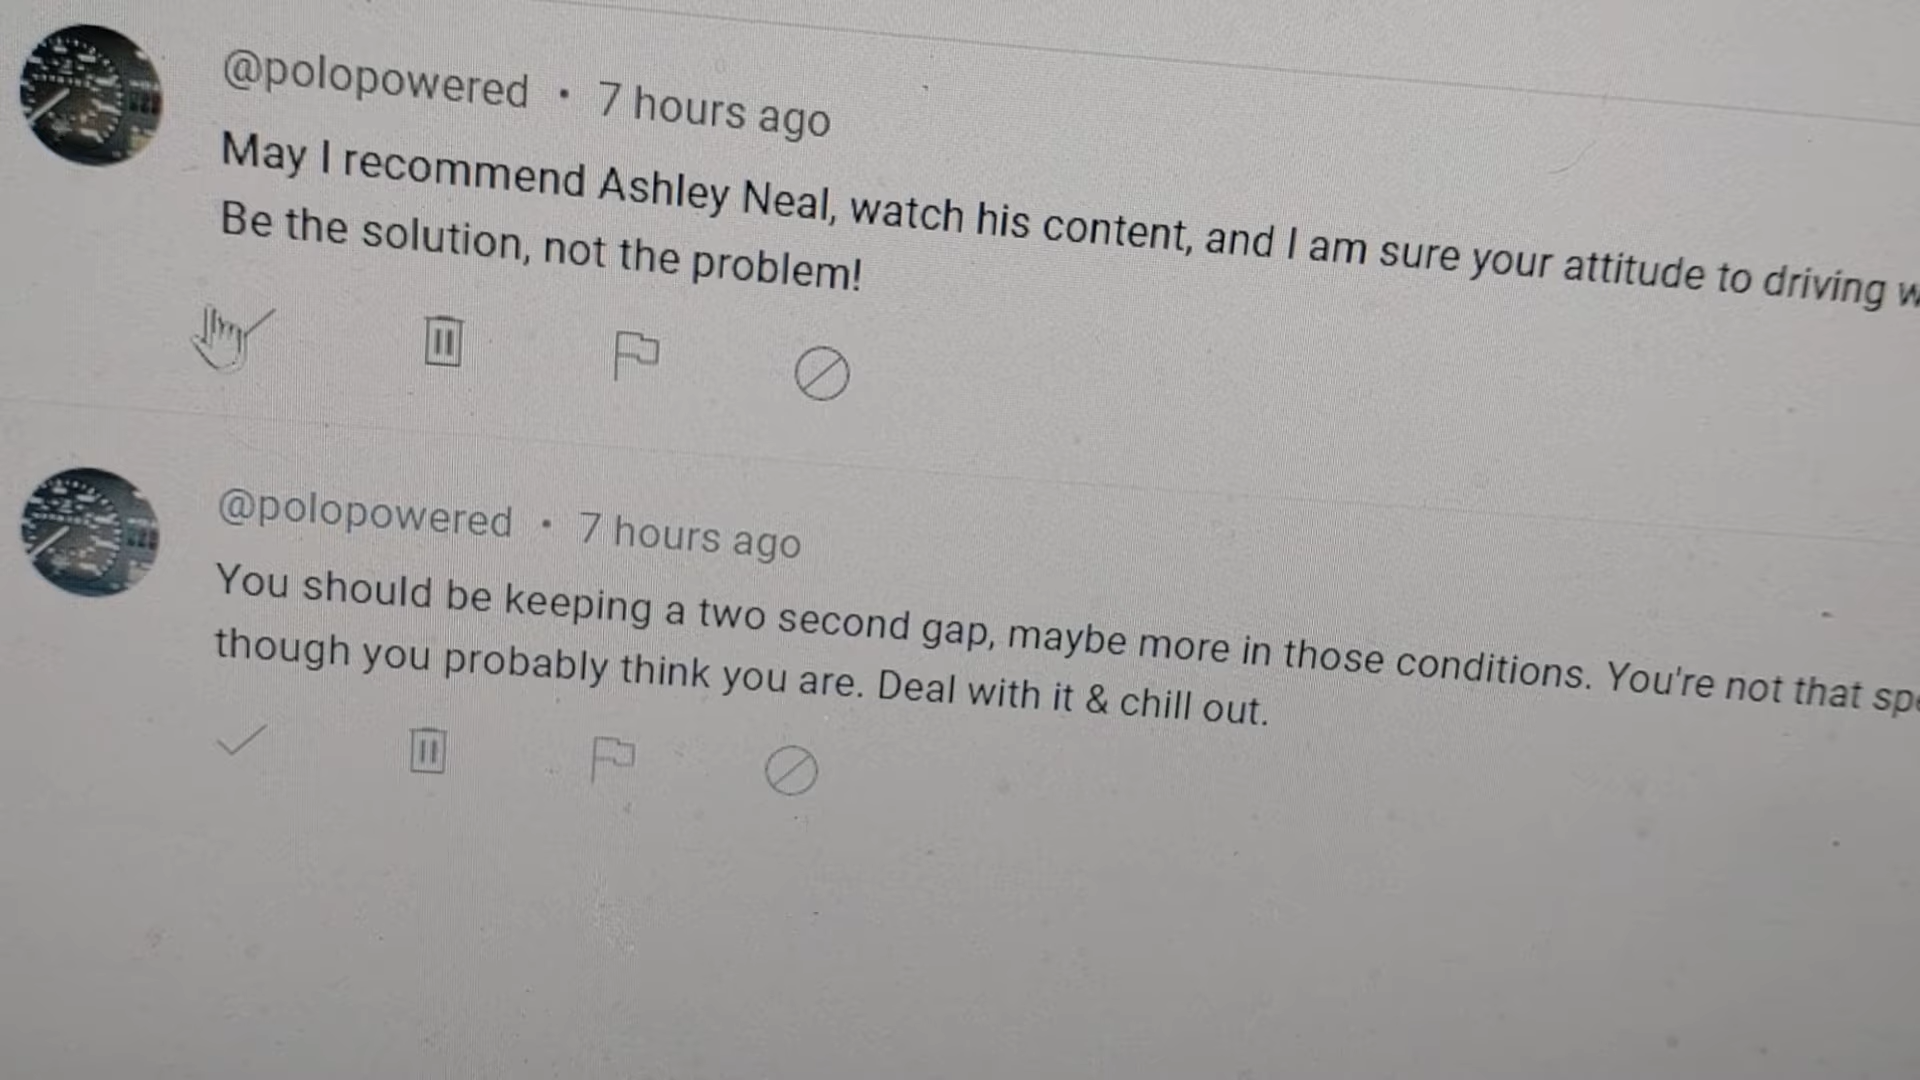 @polopowered · 7 hours ago
May I recommend Ashley Neal, watch his content, and I am sure your attitude to driving
Be the solution, not the problem!
@polopowered · 7 hours ago
You should be keeping a two second gap, maybe more in those conditions. You're not that
though you probably think you are. Deal with it & chill out.